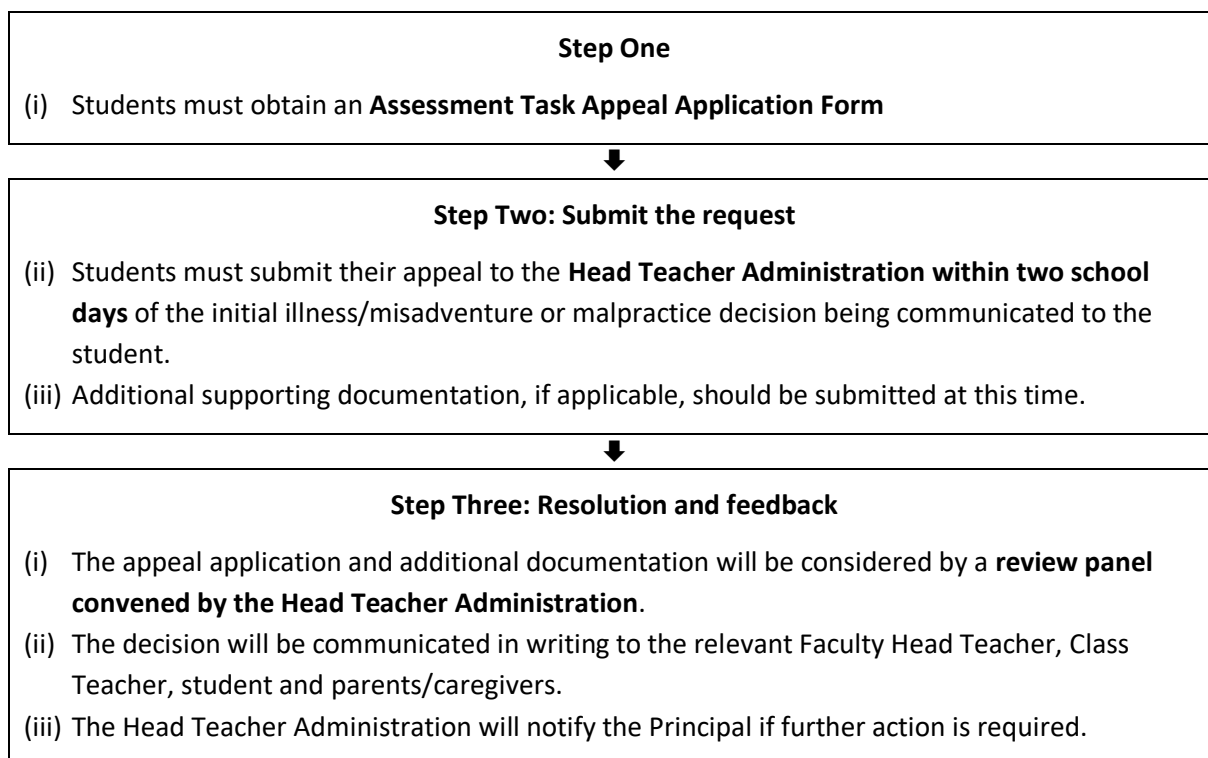 Step One
(i) Students must obtain an Assessment Task Appeal Application Form
Step Two: Submit the request
(ii) Students must submit their appeal to the Head Teacher Administration within two school
days of the initial illness/misadventure or malpractice decision being communicated to the
student.
(iii) Additional supporting documentation, if applicable, should be submitted at this time.
Step Three: Resolution and feedback
(i) The appeal application and additional documentation will be considered by a review panel
convened by the Head Teacher Administration.
(ii) The decision will be communicated in writing to the relevant Faculty Head Teacher, Class
Teacher, student and parents/caregivers.
(iii) The Head Teacher Administration will notify the Principal if further action is required.